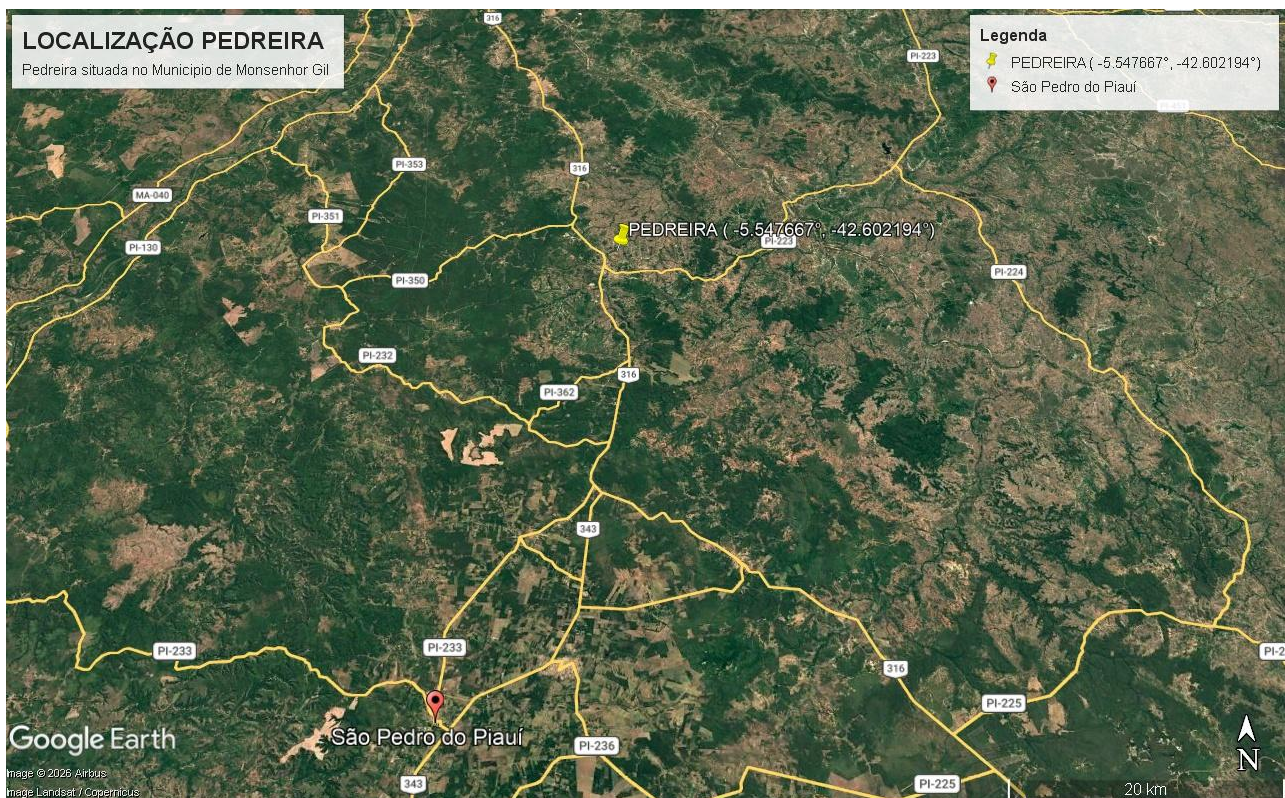 LOCALIZAÇÃO PEDREIRA
Pedreira situada no Municipio de Monsenhor Gil
Legenda
PEDREIRA ( -5.547667°, -42.602194°)
São Pedro do Piauí
316
PI-223
316
PI-353
MA-040
PI-351
PI-130
PEDREIRA ( -5.547667°, -42.602194°)
PI-223
PI-224
PI-350
PI-232
316
PI-362
343
PI-233
PI-233
PI-2
316
PI-225
São Pedro do Piauí
Google Earth
PI-236
N
343
PI-225
20 km
Image © 2026 Airbus
Image Landsat / Copernicus